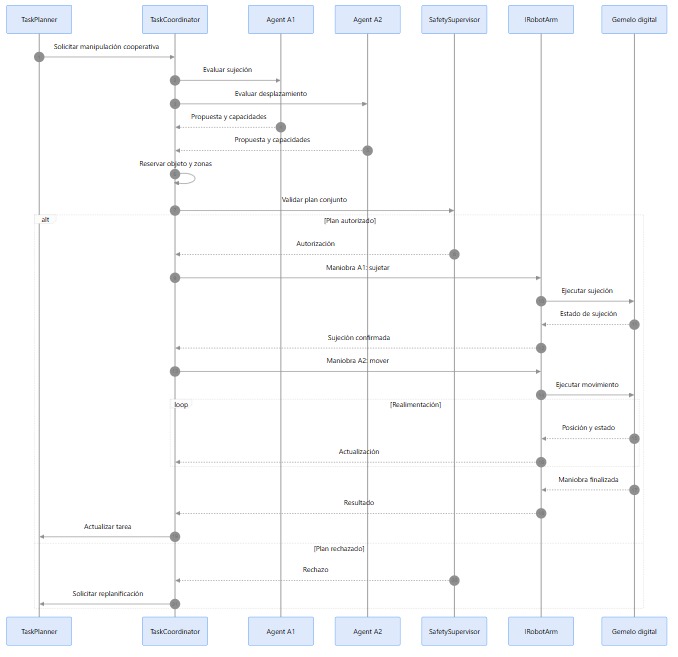 TaskPlanner TaskCoordinator Agent A1 Agent A2 SafetySupervisor IRobotArm Gemelo digital
Solicitar manipulación cooperativa
Evaluar sujeción
Evaluar desplazamiento
Propuesta y capacidades
Propuesta y capacidades
Reservar objeto y zonas
Validar plan conjunto
alt [Plan autorizado]
Autorización
Maniobra A1: sujetar
Ejecutar sujeción
Estado de sujeción
Sujeción confirmada
Maniobra A2: mover
Ejecutar movimiento
loop [Realimentación]
Posición y estado
Actualización
Maniobra finalizada
Resultado
Actualizar tarea
[Plan rechazado]
Rechazo
Solicitar replanificación
TaskPlanner TaskCoordinator Agent A1 Agent A2 SafetySupervisor IRobotArm Gemelo digital